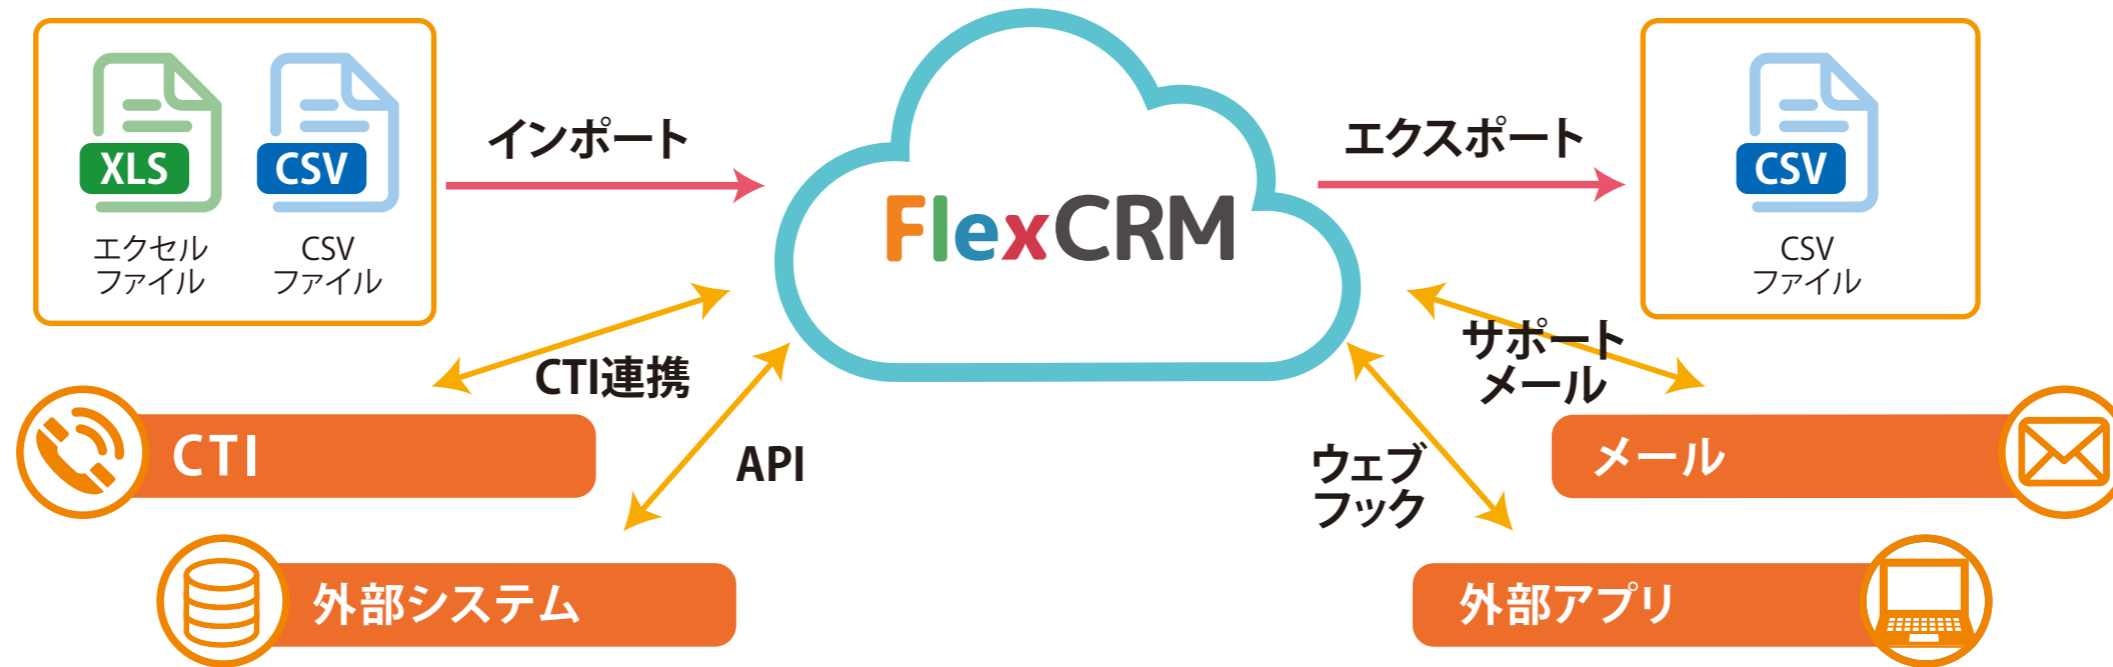 XLS
エクセル
ファイル
CSV
CSV
ファイル
インポート
FlexCRM
エクスポート
CSV
CSV
ファイル
CTI連携
サポート
メール
CTI
API
ウェブ
フック
メール
外部システム
外部アプリ